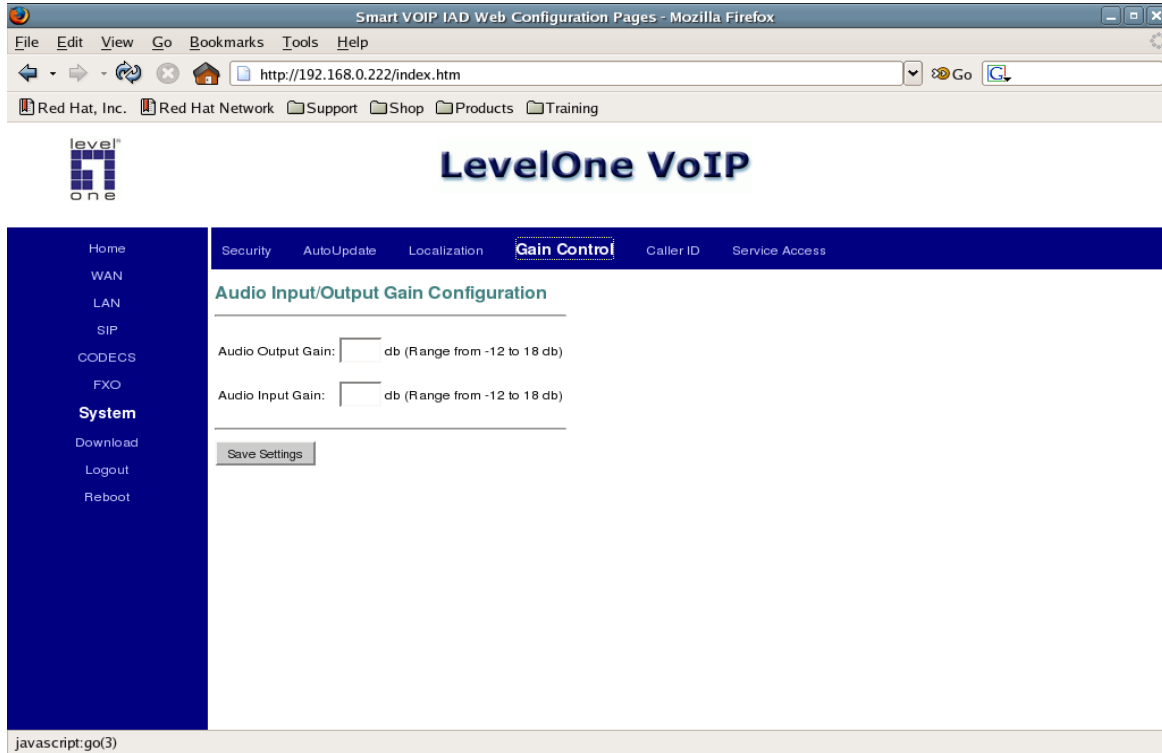 Smart VOIP IAD Web Configuration Pages - Mozilla Firefox
File Edit View Go Bookmarks Tools Help
http://192.168.0.222/index.htm Go G
Red Hat, Inc. Red Hat Network Support Shop Products Training
level one
LevelOne VoIP
Home
WAN
LAN
SIP
CODECS
FXO
System
Download
Logout
Reboot
Security AutoUpdate Localization Gain Control Caller ID Service Access
Audio Input/Output Gain Configuration
Audio Output Gain: db (Range from -12 to 18 db)
Audio Input Gain: db (Range from -12 to 18 db)
Save Settings
javascript:go(3)